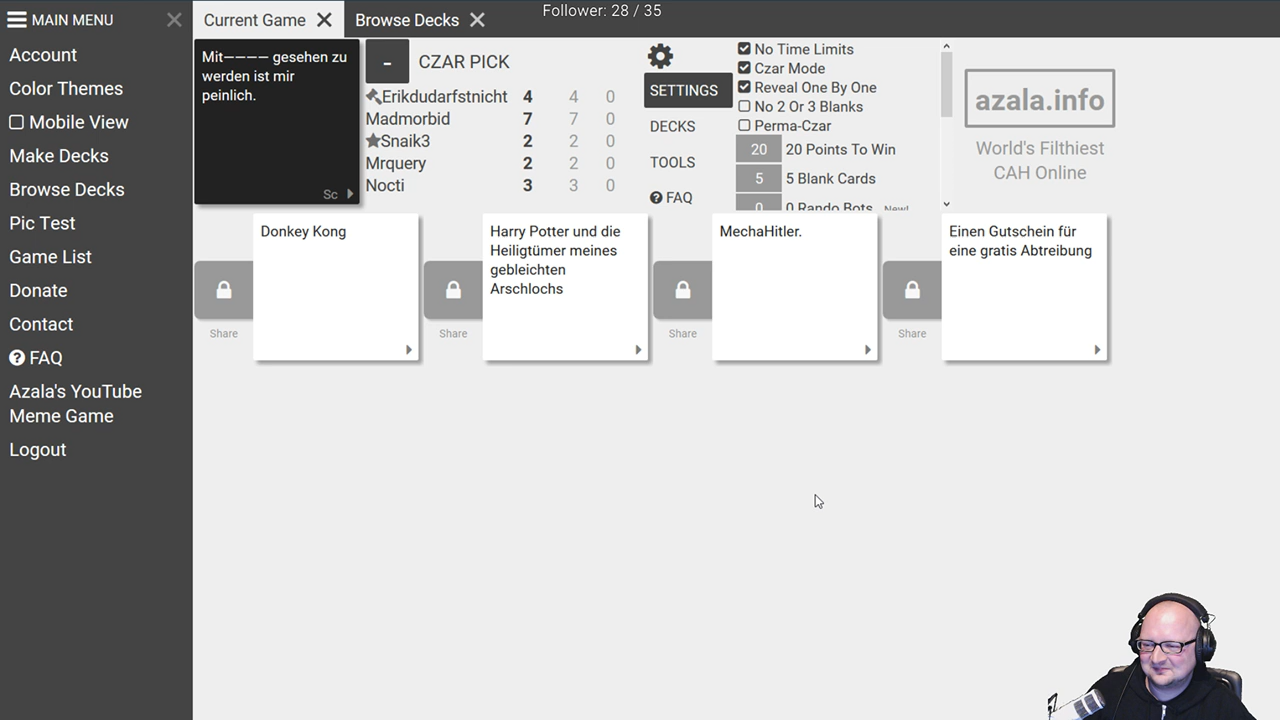 Follower: 28 / 35
MAIN MENU
Current Game
Browse Decks
Account
Color Themes
Mobile View
Make Decks
Browse Decks
Pic Test
Game List
Donate
Contact
FAQ
Azala's YouTube
Meme Game
Logout
Mit———— gesehen zu
werden ist mir
peinlich.
Sc
- CZAR PICK
Erikdudarfstnicht 4 4 0
Madmorbid 7 7 0
Snaik3 2 2 0
Mrquery 2 2 0
Nocti 3 3 0
SETTINGS
DECKS
TOOLS
FAQ
No Time Limits
Czar Mode
Reveal One By One
No 2 Or 3 Blanks
Perma-Czar
20 20 Points To Win
5 5 Blank Cards
0 0 Rando Bots New!
azala.info
World's Filthiest
CAH Online
Share
Donkey Kong
Share
Harry Potter und die
Heiligtümer meines
gebleichten
Arschlochs
Share
MechaHitler.
Share
Einen Gutschein für
eine gratis Abtreibung